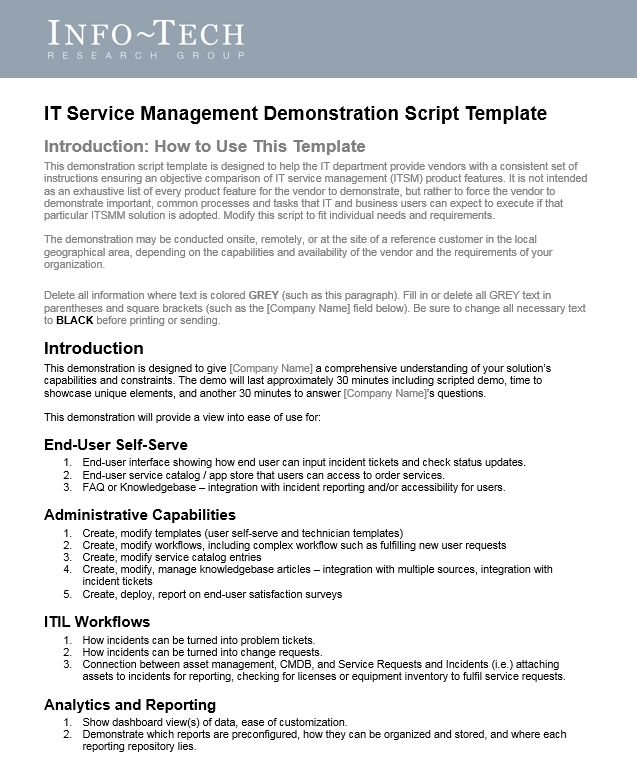 INFO~TECH
RESEARCH GROUP
IT Service Management Demonstration Script Template
Introduction: How to Use This Template
This demonstration script template is designed to help the IT department provide vendors with a consistent set of
instructions ensuring an objective comparison of IT service management (ITSM) product features. It is not intended
as an exhaustive list of every product feature for the vendor to demonstrate, but rather to force the vendor to
demonstrate important, common processes and tasks that IT and business users can expect to execute if that
particular ITSMM solution is adopted. Modify this script to fit individual needs and requirements.
The demonstration may be conducted onsite, remotely, or at the site of a reference customer in the local
geographical area, depending on the capabilities and availability of the vendor and the requirements of your
organization.
Delete all information where text is colored GREY (such as this paragraph). Fill in or delete all GREY text in
parentheses and square brackets (such as the [Company Name] field below). Be sure to change all necessary text
to BLACK before printing or sending.
Introduction
This demonstration is designed to give [Company Name] a comprehensive understanding of your solution's
capabilities and constraints. The demo will last approximately 30 minutes including scripted demo, time to
showcase unique elements, and another 30 minutes to answer [Company Name]'s questions.
This demonstration will provide a view into ease of use for:
End-User Self-Serve
1. End-user interface showing how end user can input incident tickets and check status updates.
2. End-user service catalog / app store that users can access to order services.
3. FAQ or Knowledgebase – integration with incident reporting and/or accessibility for users.
Administrative Capabilities
1. Create, modify templates (user self-serve and technician templates)
2. Create, modify workflows, including complex workflow such as fulfilling new user requests
3. Create, modify service catalog entries
4. Create, modify, manage knowledgebase articles – integration with multiple sources, integration with
incident tickets
5. Create, deploy, report on end-user satisfaction surveys
ITIL Workflows
1. How incidents can be turned into problem tickets.
2. How incidents can be turned into change requests.
3. Connection between asset management, CMDB, and Service Requests and Incidents (i.e.) attaching
assets to incidents for reporting, checking for licenses or equipment inventory to fulfil service requests.
Analytics and Reporting
1. Show dashboard view(s) of data, ease of customization.
2. Demonstrate which reports are preconfigured, how they can be organized and stored, and where each
reporting repository lies.